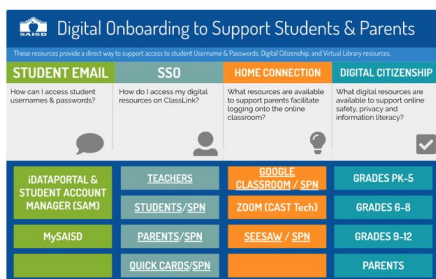 SAISD
Digital Onboarding to Support Students & Parents
These resources provide a direct way to support access to student Username & Passwords, Digital Citizenship, and Virtual Library resources.
STUDENT EMAIL
SSO
HOME CONNECTION
DIGITAL CITIZENSHIP
How can I access student
usernames & passwords?
How do I access my digital
resources on ClassLink?
What resources are available
to support parents facilitate
logging onto the online
classroom?
What digital resources are
available to support online
safety, privacy and
information literacy?
iDATAPORTAL &
STUDENT ACCOUNT
MANAGER (SAM)
TEACHERS
GOOGLE
CLASSROOM / SPN
GRADES PK-5
STUDENTS/SPN
ZOOM (CAST Tech)
GRADES 6-8
MySAISD
PARENTS/SPN
SEESAW / SPN
GRADES 9-12
QUICK CARDS/SPN
PARENTS